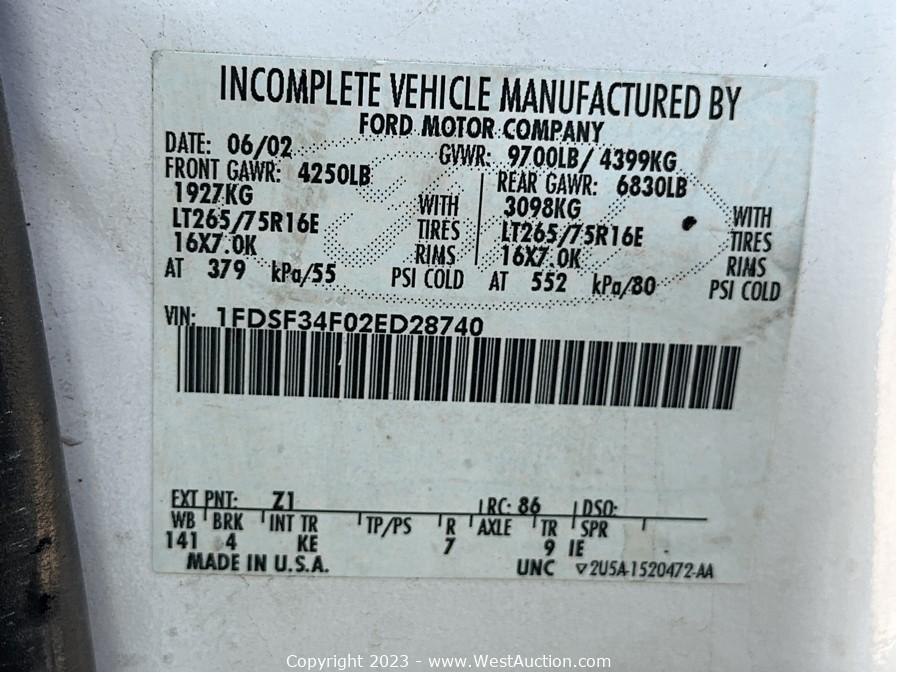 INCOMPLETE VEHICLE MANUFACTURED BY
FORD MOTOR COMPANY
DATE: 06/02 GVWR: 9700LB/ 4399KG
FRONT GAWR: 4250LB REAR GAWR: 6830LB
1927KG WITH 3098KG WITH
LT265/75R16E TIRES LT265/75R16E TIRES
16X7.0K RIMS 16X7.0K RIMS
AT 379 kPa/55 PSI COLD AT 552 kPa/80 PSI COLD
VIN: 1FDSF34F02ED28740
EXT PNT: Z1 RC: 86 DSO:
WB BRK INT TR TP/PS R AXLE TR SPR
141 4 KE 7 9 IE
MADE IN U.S.A. UNC 2U5A-1520472-AA
Copyright 2023 - www.WestAuction.com